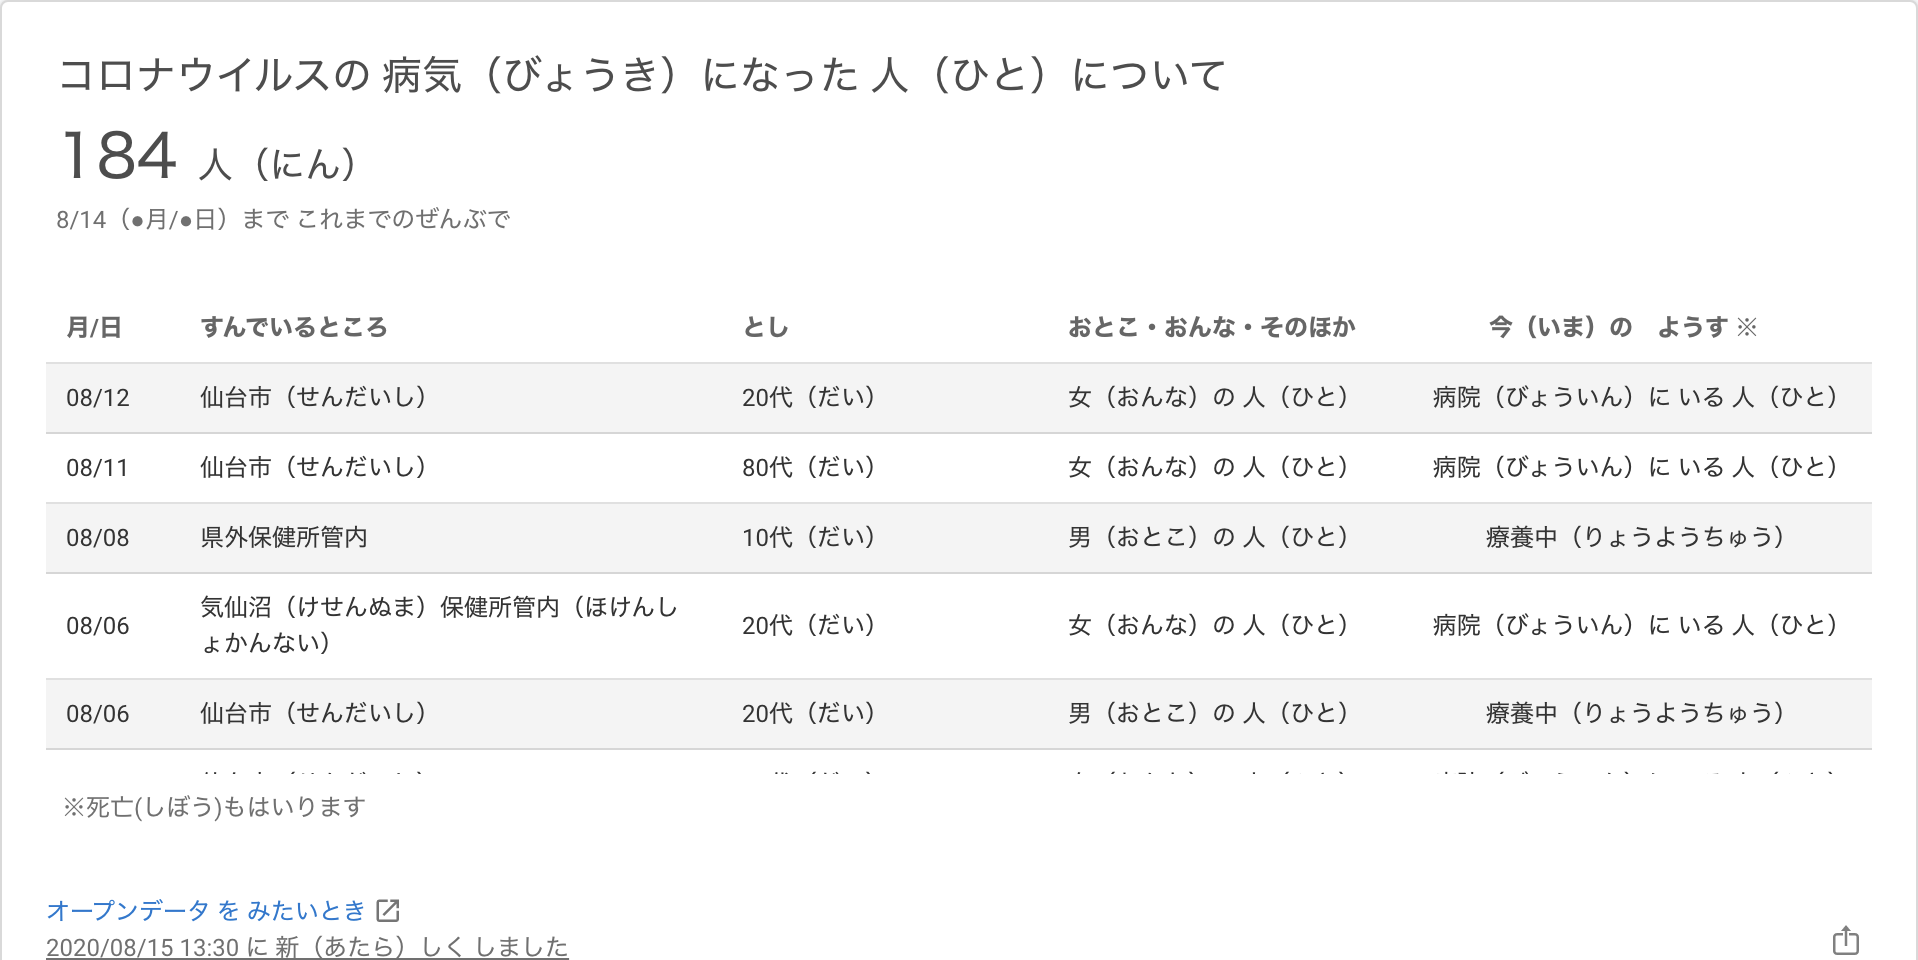 コロナウイルスの 病気（びょうき）になった 人（ひと）について
184 人（にん）
8/14（●月/●日）まで これまでのぜんぶで
月/日 すんでいるところ とし おとこ・おんな・そのほか 今（いま）の　ようす ※
08/12 仙台市（せんだいし） 20代（だい） 女（おんな）の 人（ひと） 病院（びょういん）に いる 人（ひと）
08/11 仙台市（せんだいし） 80代（だい） 女（おんな）の 人（ひと） 病院（びょういん）に いる 人（ひと）
08/08 県外保健所管内 10代（だい） 男（おとこ）の 人（ひと） 療養中（りょうようちゅう）
08/06 気仙沼（けせんぬま）保健所管内（ほけんし
ょかんない） 20代（だい） 女（おんな）の 人（ひと） 病院（びょういん）に いる 人（ひと）
08/06 仙台市（せんだいし） 20代（だい） 男（おとこ）の 人（ひと） 療養中（りょうようちゅう）
※死亡(しぼう)もはいります
オープンデータ を みたいとき
2020/08/15 13:30 に 新（あたら）しく しました